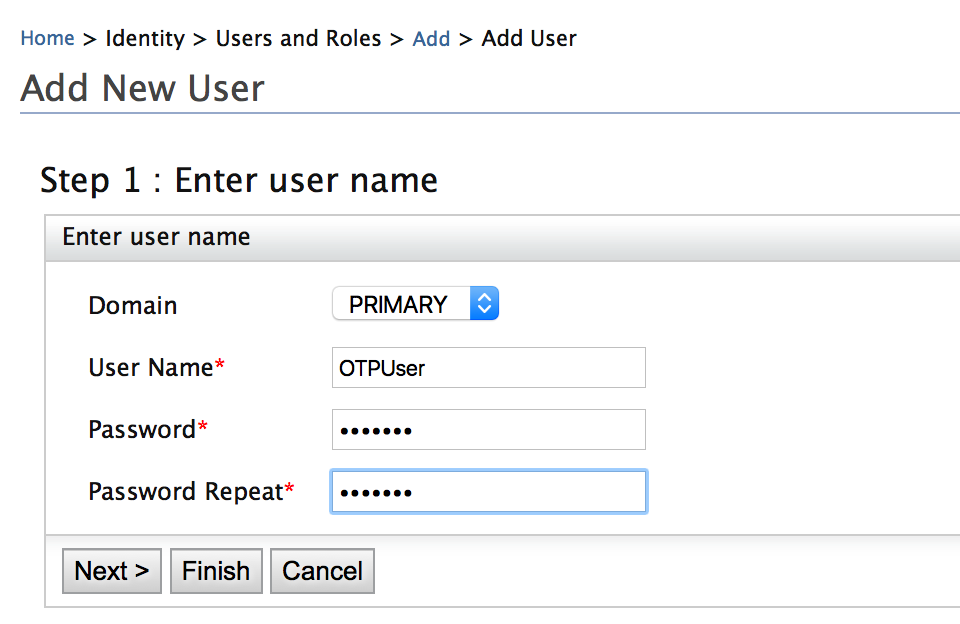 Home > Identity > Users and Roles > Add > Add User
Add New User
Step 1 : Enter user name
Enter user name
Domain PRIMARY
User Name* OTPUser
Password* •••••••
Password Repeat* •••••••
Next > Finish Cancel